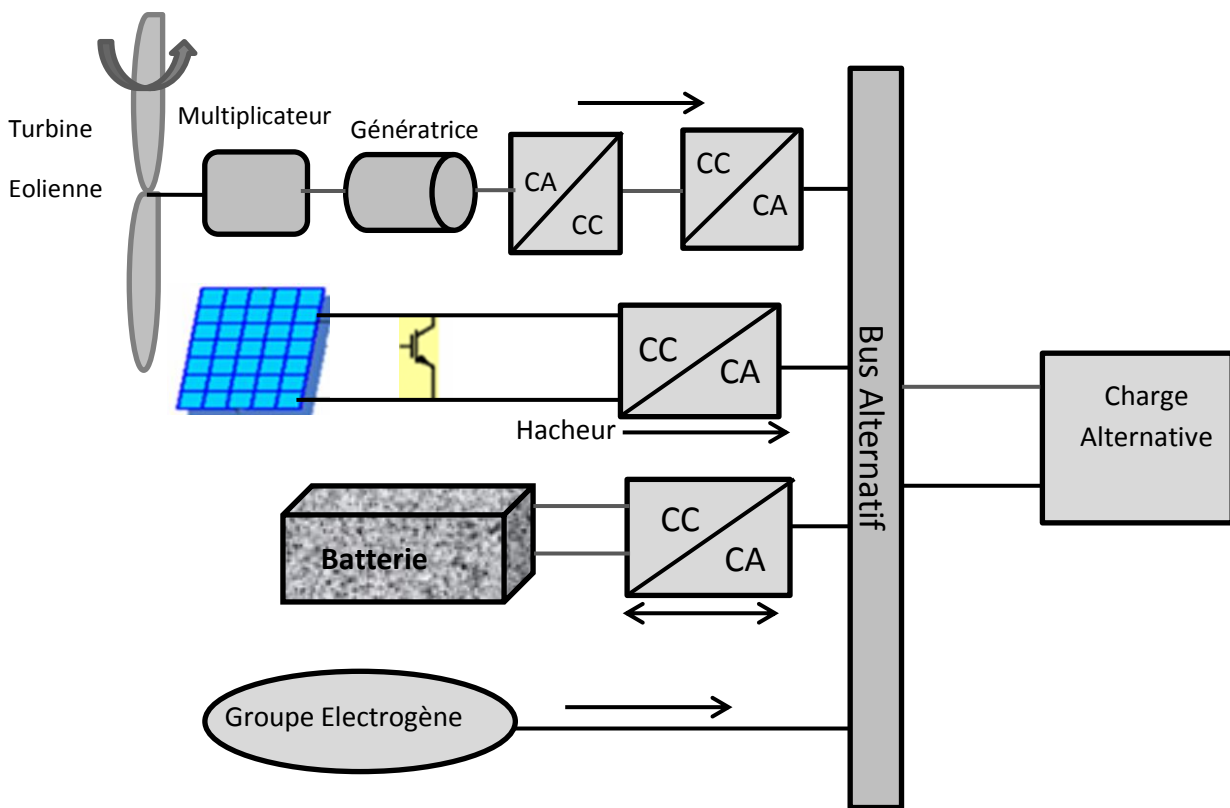 Turbine
Eolienne
Multiplicateur
Génératrice
CA
CC
CC
CA
CC
CA
Hacheur
Batterie
CC
CA
Groupe Electrogène
Bus Alternatif
Charge
Alternative